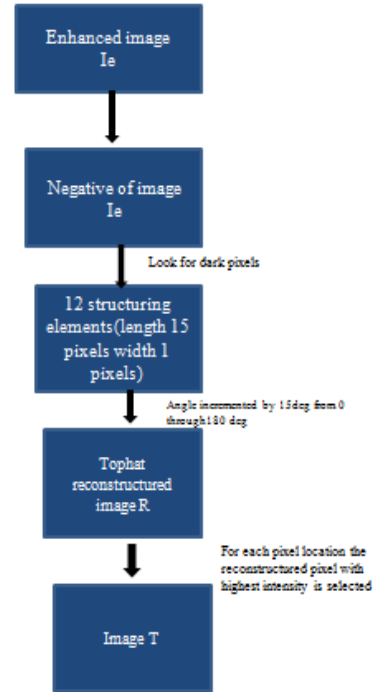 Enhanced image
Ie
Negative of image
Ie
Look for dark pixels
12 structuring
elements(length 15
pixels width 1
pixels)
Angle incremented by 15deg from 0
through180 deg
Tophat
reconstructured
image R
For each pixel location the
reconstructured pixel with
highest intensity is selected
Image T